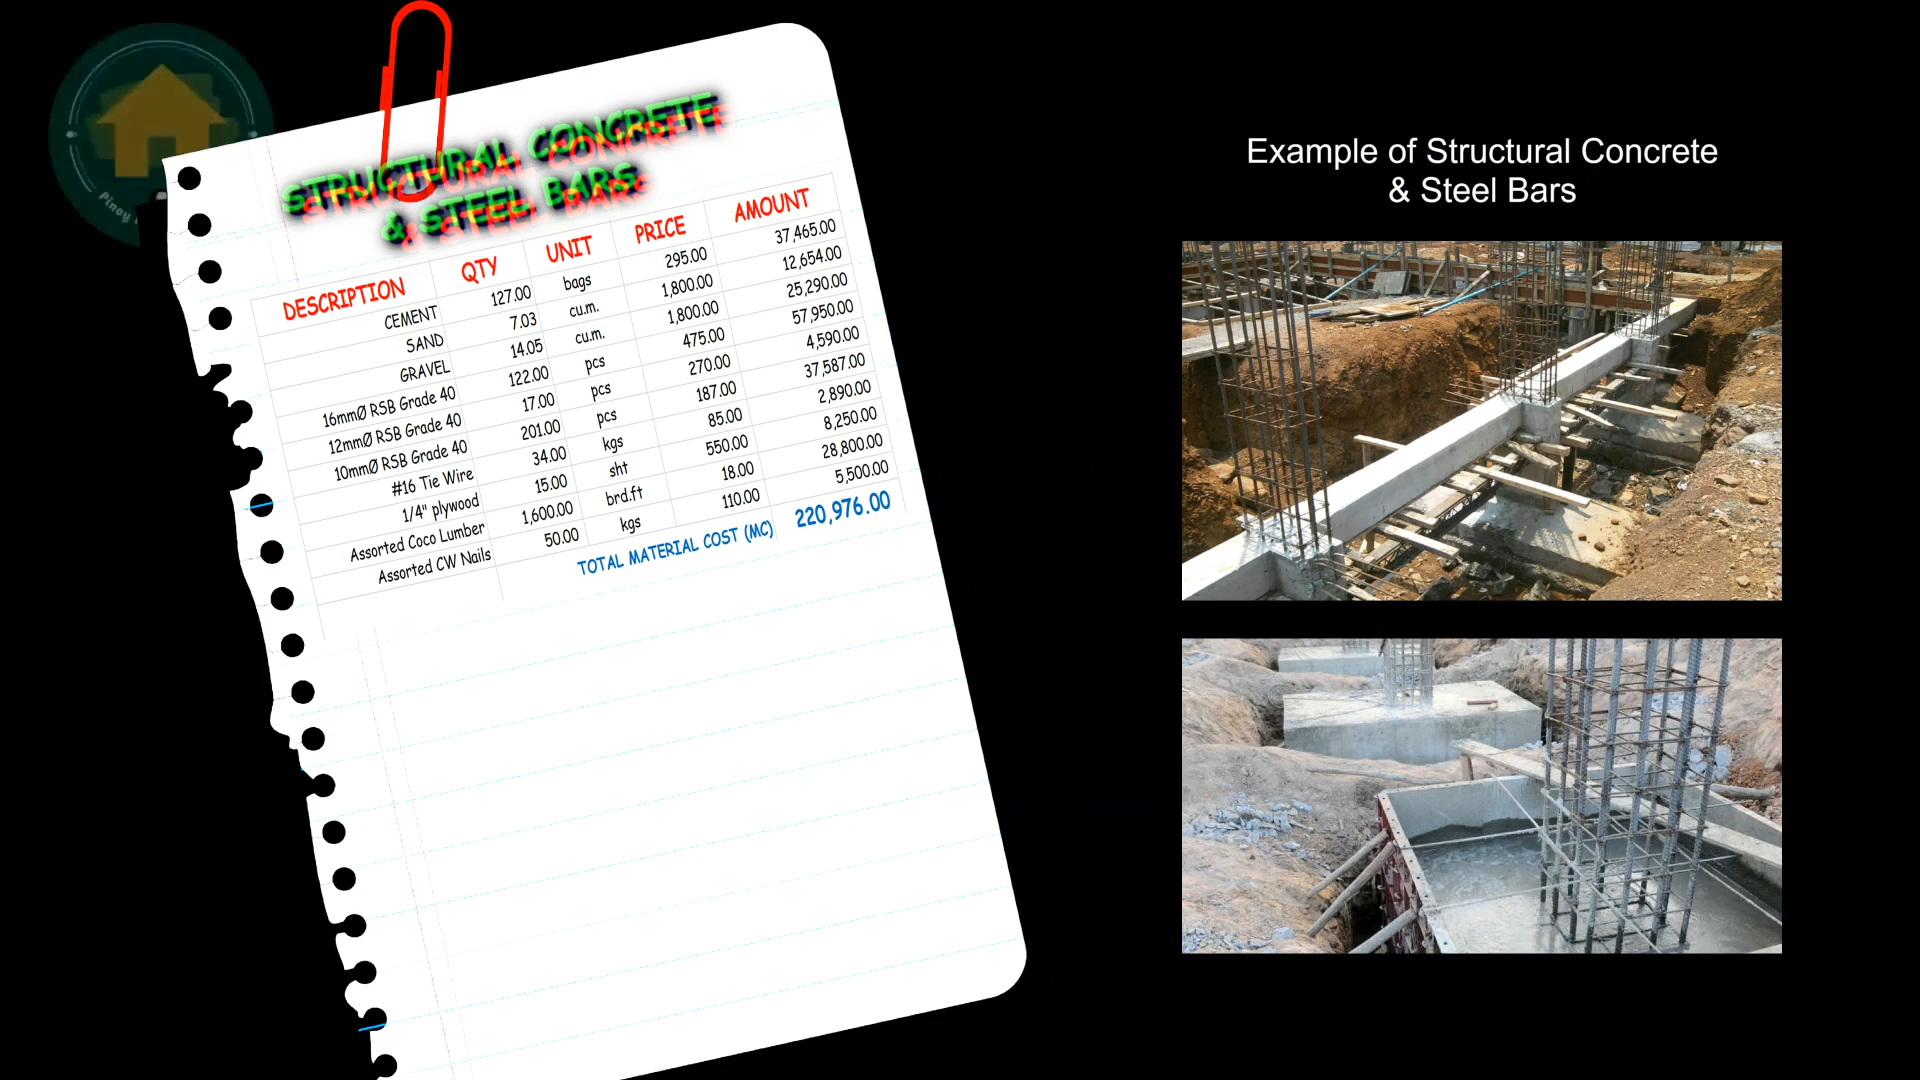 Pinoy
STRUCTURAL CONCRETE
& STEEL BARS
DESCRIPTION QTY UNIT PRICE AMOUNT
CEMENT 127.00 bags 295.00 37,465.00
SAND 7.03 cu.m. 1,800.00 12,654.00
GRAVEL 14.05 cu.m. 1,800.00 25,290.00
16mmØ RSB Grade 40 122.00 pcs 475.00 57,950.00
12mmØ RSB Grade 40 17.00 pcs 270.00 4,590.00
10mmØ RSB Grade 40 201.00 pcs 187.00 37,587.00
#16 Tie Wire 34.00 kgs 85.00 2,890.00
1/4" plywood 15.00 sht 550.00 8,250.00
Assorted Coco Lumber 1,600.00 brd.ft 18.00 28,800.00
Assorted CW Nails 50.00 kgs 110.00 5,500.00
TOTAL MATERIAL COST (MC) 220,976.00
Example of Structural Concrete
& Steel Bars